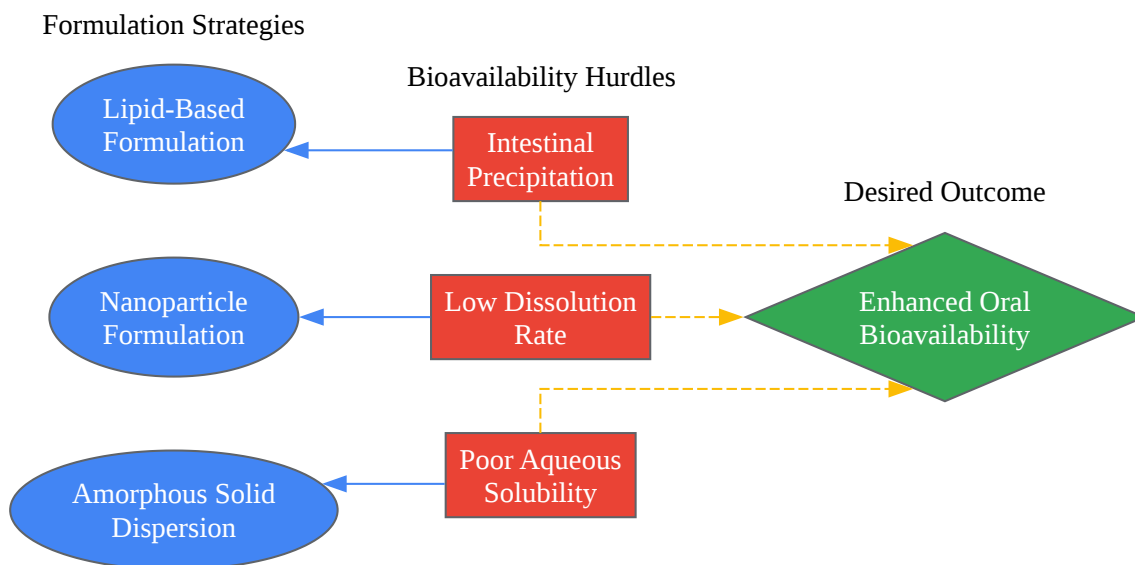 Formulation Strategies
Lipid-Based
Formulation
Nanoparticle
Formulation
Amorphous Solid
Dispersion
Bioavailability Hurdles
Intestinal
Precipitation
Low Dissolution
Rate
Poor Aqueous
Solubility
Desired Outcome
Enhanced Oral
Bioavailability